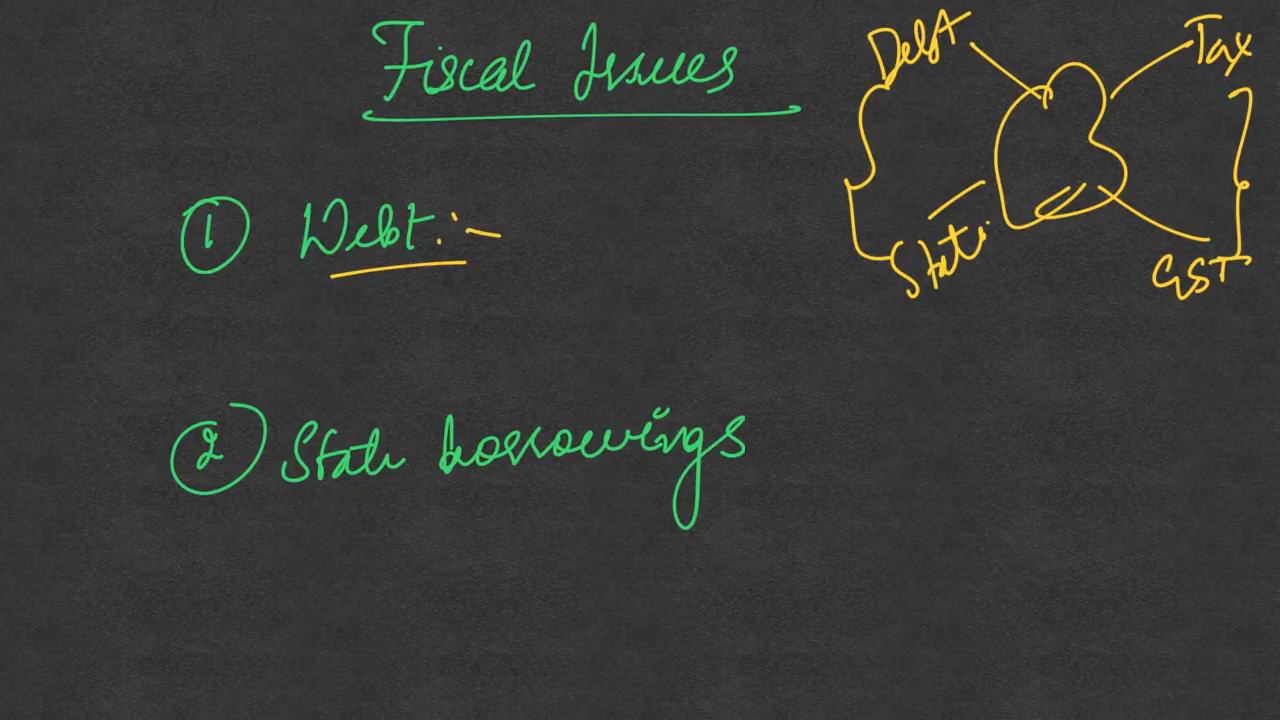 Fiscal Issues
Debt Tax
① Debt :-
State GST
② State borrowings